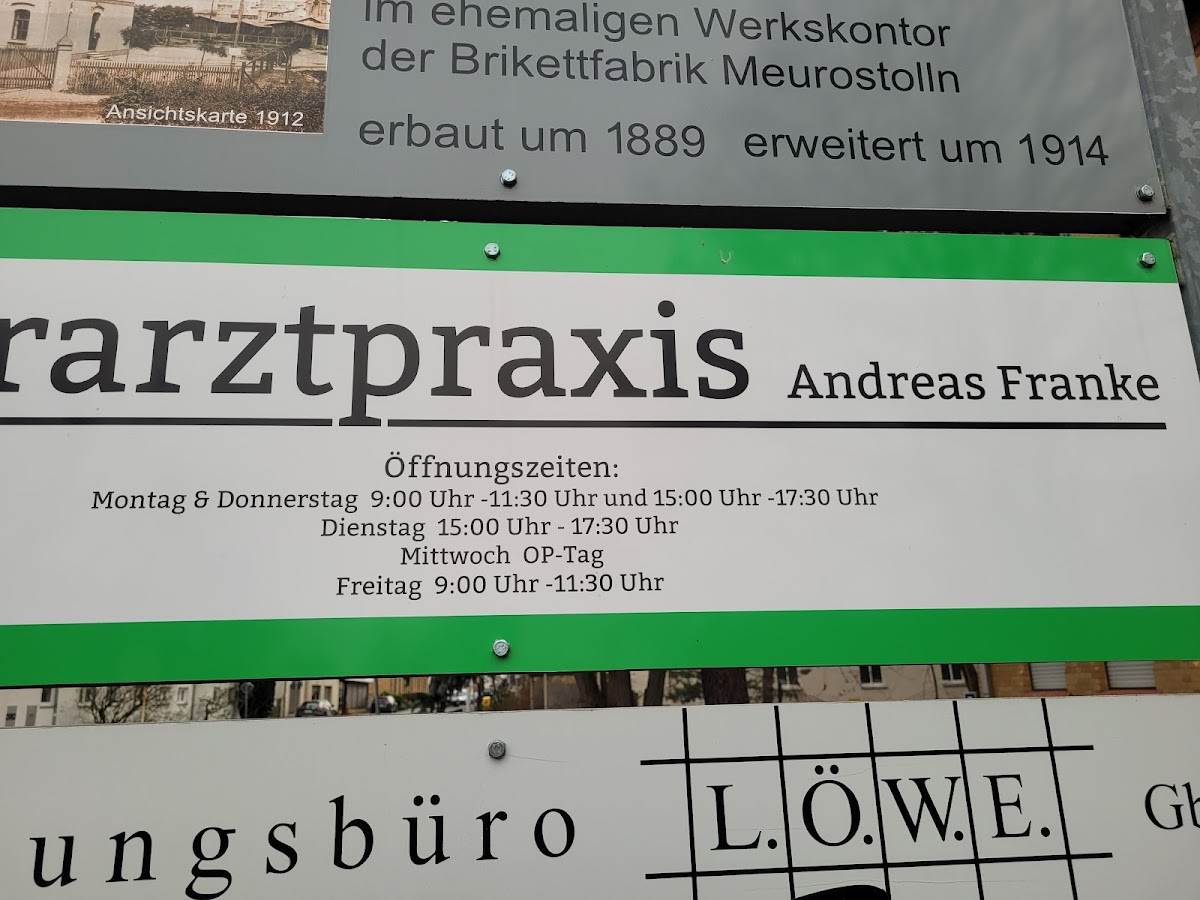 im ehemaligen Werkskontor
der Brikettfabrik Meurostolln
Ansichtskarte 1912
erbaut um 1889 erweitert um 1914
rarztpraxis Andreas Franke
Öffnungszeiten:
Montag & Donnerstag 9:00 Uhr -11:30 Uhr und 15:00 Uhr -17:30 Uhr
Dienstag 15:00 Uhr - 17:30 Uhr
Mittwoch OP-Tag
Freitag 9:00 Uhr -11:30 Uhr
ungsbüro L.Ö.W.E. Gb